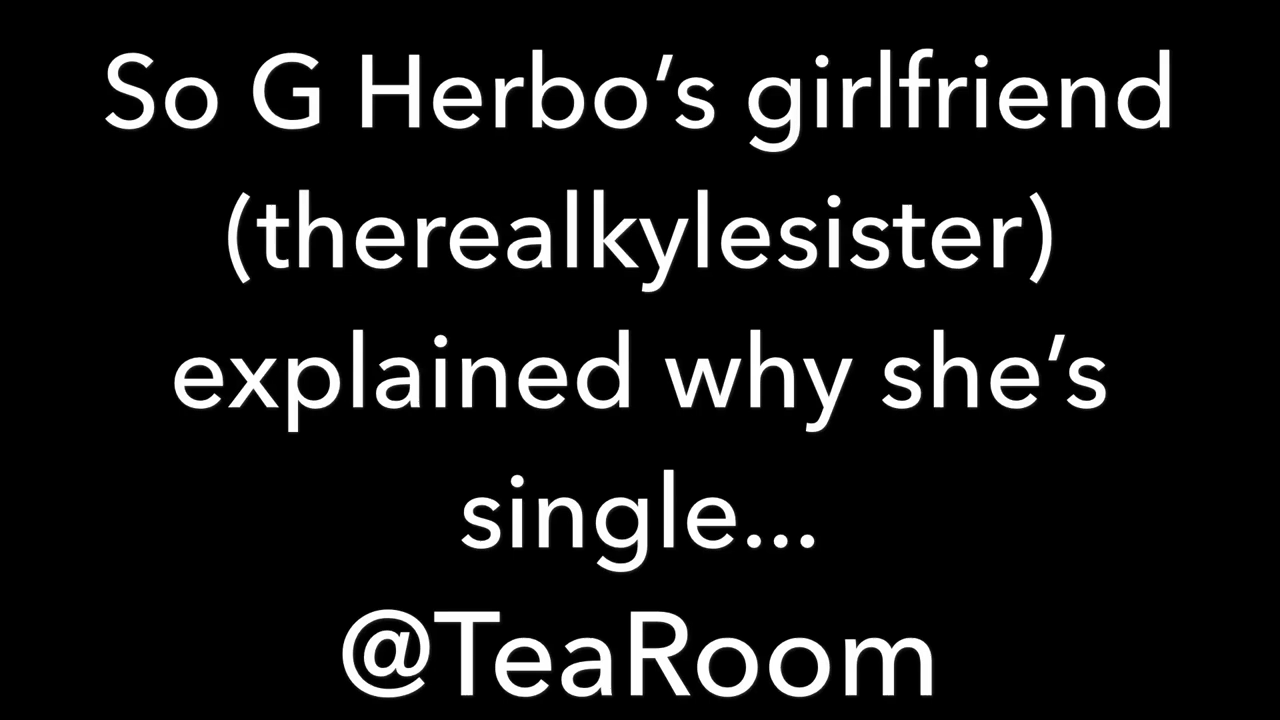 So G Herbo’s girlfriend
(therealkylesister)
explained why she’s
single...
@TeaRoom